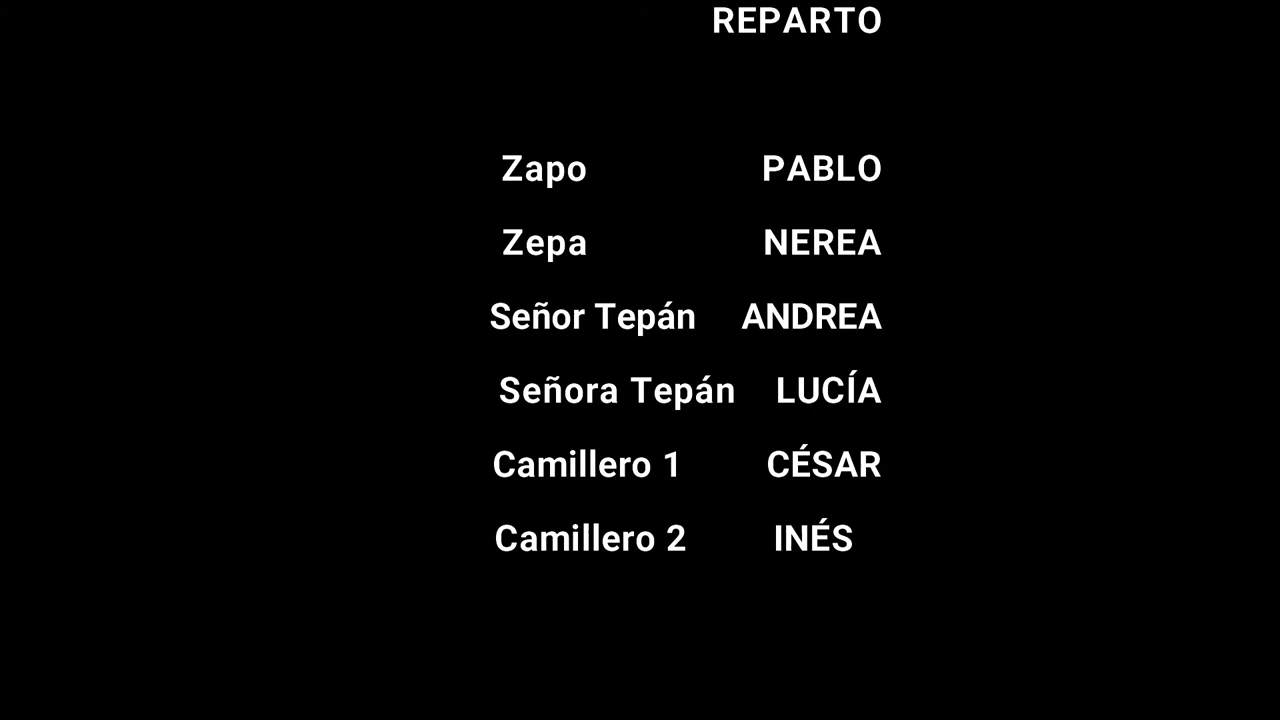 REPARTO
Zapo PABLO
Zepa NEREA
Señor Tepán ANDREA
Señora Tepán LUCÍA
Camillero 1 CÉSAR
Camillero 2 INÉS